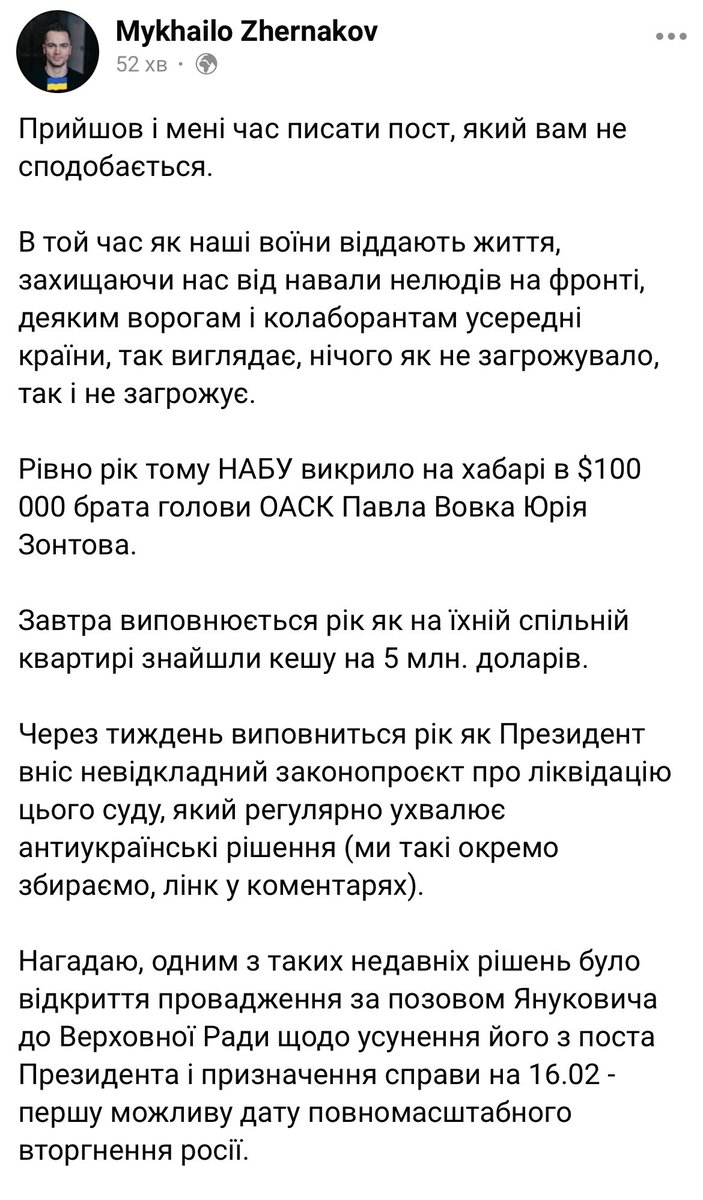 Mykhailo Zhernakov
52 хв ·
Прийшов і мені час писати пост, який вам не
сподобається.
В той час як наші воїни віддають життя,
захищаючи нас від навали нелюдів на фронті,
деяким ворогам і колаборантам усередні
країни, так виглядає, нічого як не загрожувало,
так і не загрожує.
Рівно рік тому НАБУ викрило на хабарі в $100
000 брата голови ОАСК Павла Вовка Юрія
Зонтова.
Завтра виповнюється рік як на їхній спільній
квартирі знайшли кешу на 5 млн. доларів.
Через тиждень виповниться рік як Президент
вніс невідкладний законопроєкт про ліквідацію
цього суду, який регулярно ухвалює
антиукраїнські рішення (ми такі окремо
збираємо, лінк у коментарях).
Нагадаю, одним з таких недавніх рішень було
відкриття провадження за позовом Януковича
до Верховної Ради щодо усунення його з поста
Президента і призначення справи на 16.02 -
першу можливу дату повномасштабного
вторгнення росії.